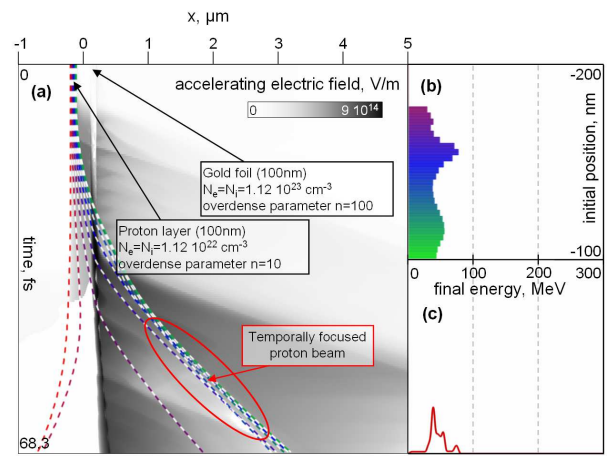 x, μm
-1 0 1 2 3 4 5
0
(a)
accelerating electric field, V/m
0 9 10¹⁴
Gold foil (100nm)
Nₑ=Nᵢ=1.12 10²³ cm⁻³
overdense parameter n=100
Proton layer (100nm)
Nₑ=Nᵢ=1.12 10²² cm⁻³
overdense parameter n=10
time, fs
Temporally focused
proton beam
68,3
(b)
-200
initial position, nm
-100
0 100 200 300
final energy, MeV
(c)